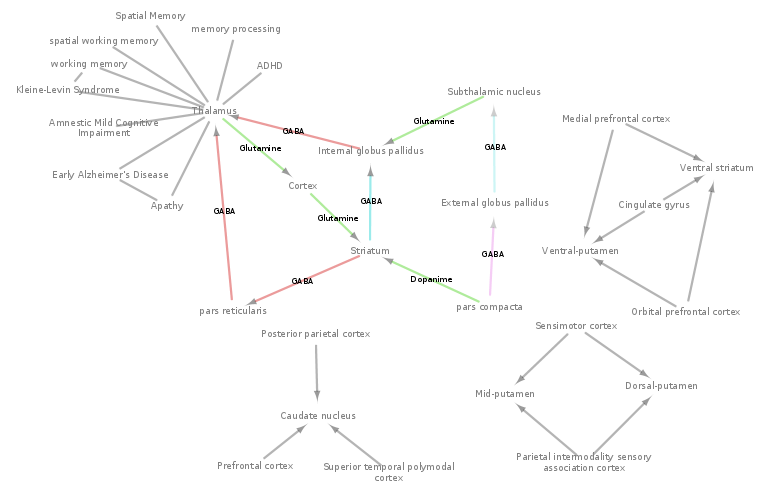 Spatial Memory
memory processing
spatial working memory
working memory
ADHD
Kleine-Levin Syndrome
Thalamus
Subthalamic nucleus
Medial prefrontal cortex
Amnestic Mild Cognitive
Impairment
GABA
Glutamine
Glutamine
GABA
Internal globus pallidus
Ventral striatum
Early Alzheimer's Disease
Cortex
Apathy
GABA
Glutamine
GABA
External globus pallidus
Cingulate gyrus
Striatum
GABA
Ventral-putamen
GABA
Dopanime
pars reticularis
pars compacta
Orbital prefrontal cortex
Posterior parietal cortex
Sensimotor cortex
Mid-putamen
Dorsal-putamen
Caudate nucleus
Prefrontal cortex
Superior temporal polymodal
cortex
Parietal intermodality sensory
association cortex